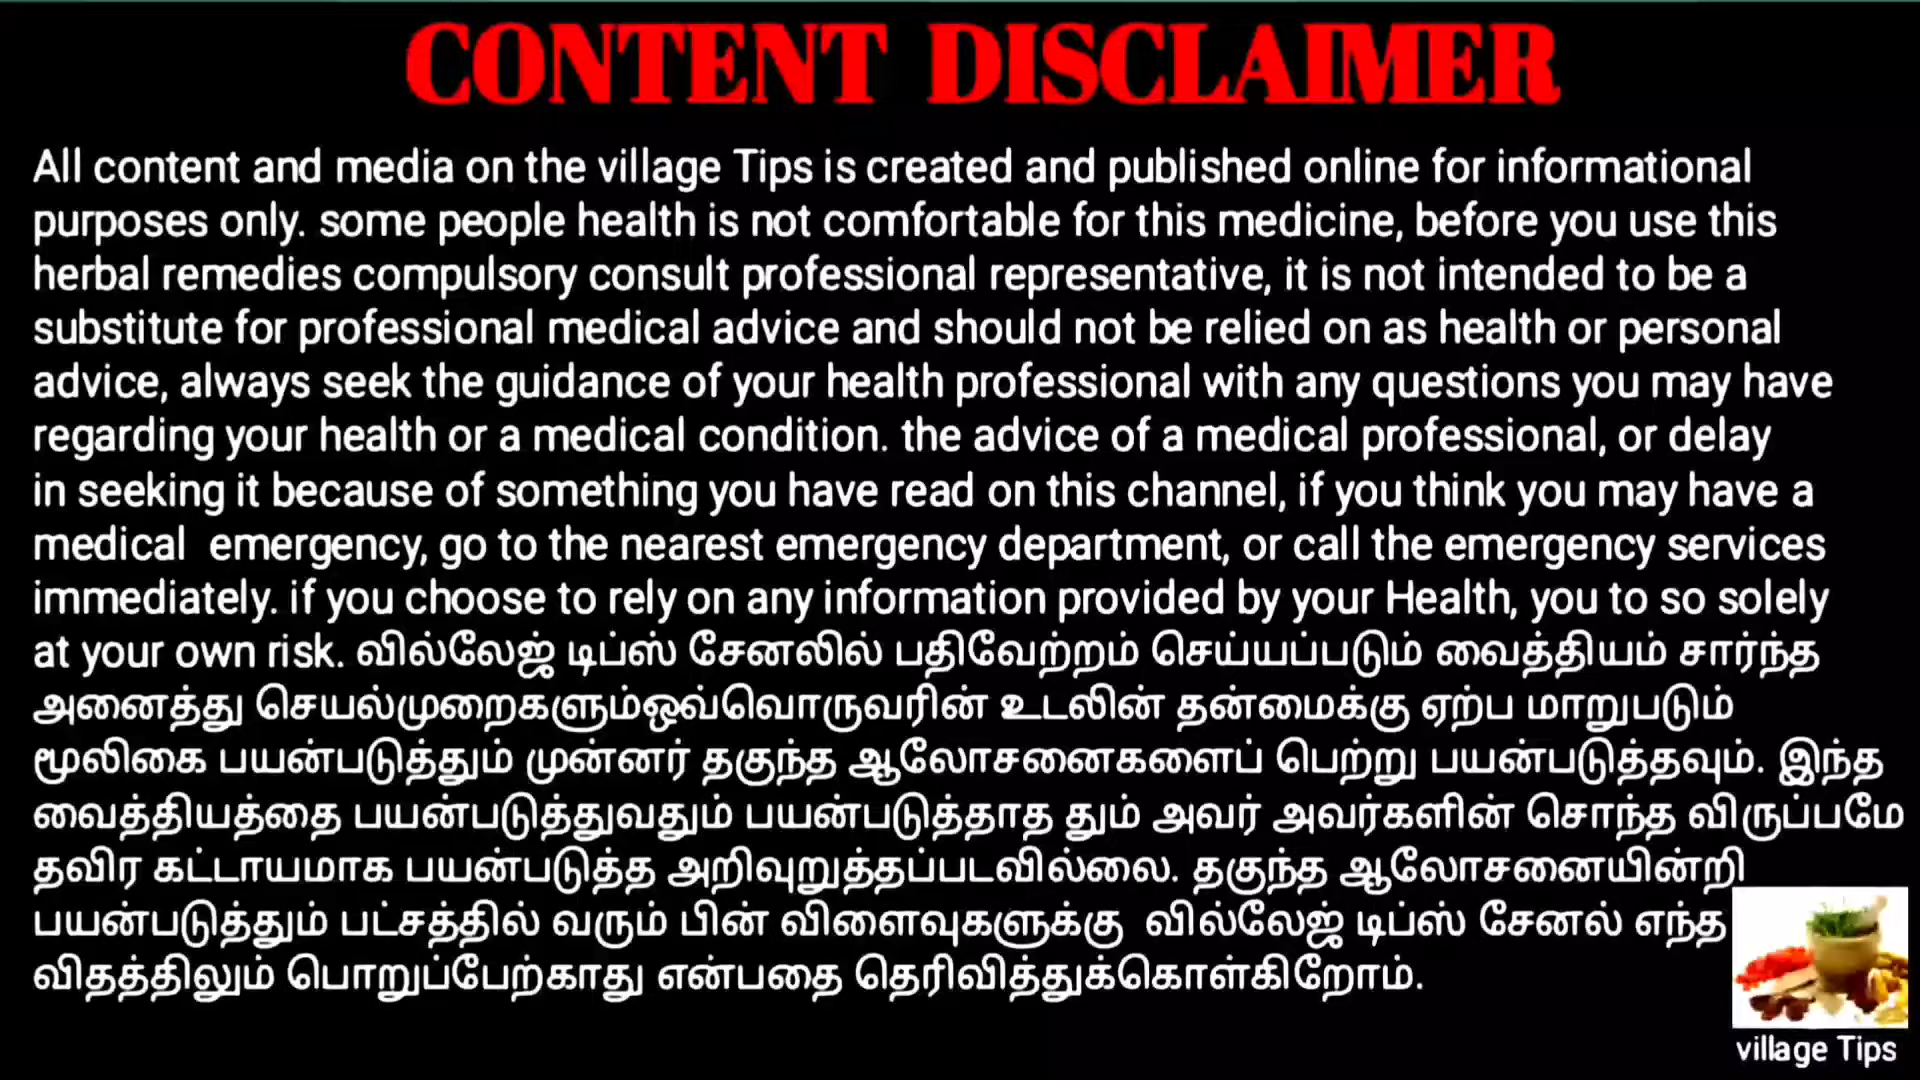 CONTENT DISCLAIMER
All content and media on the village Tips is created and published online for informational
purposes only. some people health is not comfortable for this medicine, before you use this
herbal remedies compulsory consult professional representative, it is not intended to be a
substitute for professional medical advice and should not be relied on as health or personal
advice, always seek the guidance of your health professional with any questions you may have
regarding your health or a medical condition. the advice of a medical professional, or delay
in seeking it because of something you have read on this channel, if you think you may have a
medical  emergency, go to the nearest emergency department, or call the emergency services
immediately. if you choose to rely on any information provided by your Health, you to so solely
at your own risk. வில்லேஜ் டிப்ஸ் சேனலில் பதிவேற்றம் செய்யப்படும் வைத்தியம் சார்ந்த
அனைத்து செயல்முறைகளும்ஒவ்வொருவரின் உடலின் தன்மைக்கு ஏற்ப மாறுபடும்
மூலிகை பயன்படுத்தும் முன்னர் தகுந்த ஆலோசனைகளைப் பெற்று பயன்படுத்தவும். இந்த
வைத்தியத்தை பயன்படுத்துவதும் பயன்படுத்தாத தும் அவர் அவர்களின் சொந்த விருப்பமே
தவிர கட்டாயமாக பயன்படுத்த அறிவுறுத்தப்படவில்லை. தகுந்த ஆலோசனையின்றி
பயன்படுத்தும் பட்சத்தில் வரும் பின் விளைவுகளுக்கு  வில்லேஜ் டிப்ஸ் சேனல் எந்த
விதத்திலும் பொறுப்பேற்காது என்பதை தெரிவித்துக்கொள்கிறோம்.
village Tips